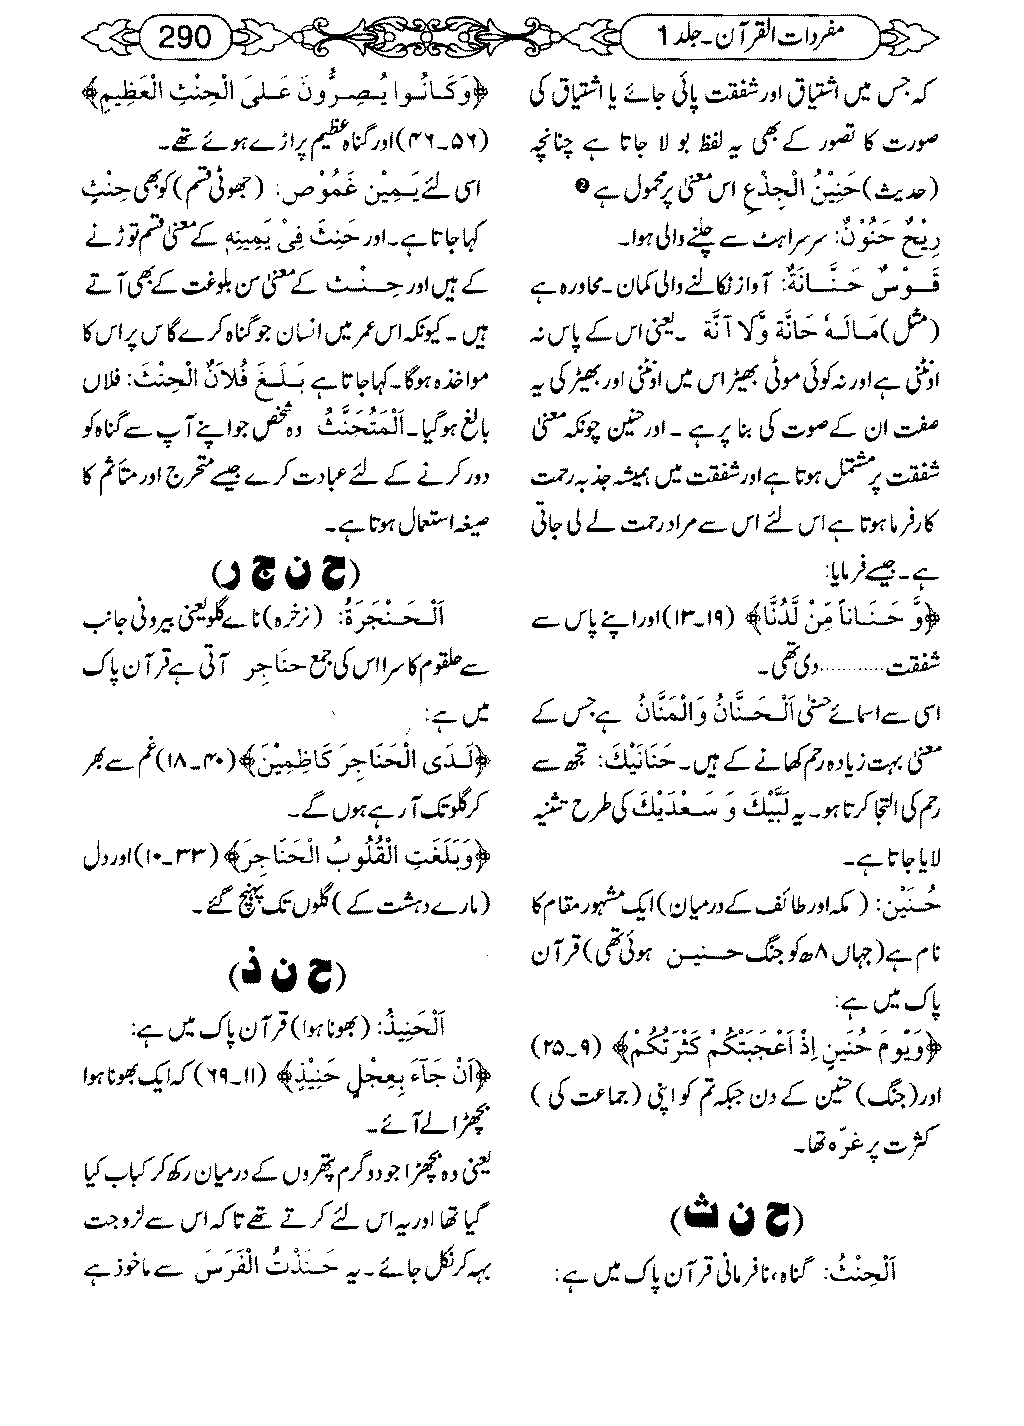 مفردات القرآن۔ جلد 1
290
کہ جس میں اشتیاق اور شفقت پائی جائے یا اشتیاق کی
صورت کا تصور کے بھی یہ لفظ بولا جاتا ہے چنانچہ
(حدیث) حَنِيْنُ الْجِذْعِ اس معنیٰ پر محمول ہے ❷
رِيْحٌ حَنُوْنٌ: سرسراہٹ سے چلنے والی ہوا۔
قَوْسٌ حَنَّانَةٌ: آواز نکالنے والی کمان۔ محاورہ ہے
(مثل) مَالَهٗ حَانَّة وَّلَا آنَّة ۔ یعنی اس کے پاس نہ
اونٹنی ہے اور نہ کوئی موٹی بھیڑ اس میں اونٹنی اور بھیڑ کی یہ
صفت ان کے صوت کی بنا پر ہے۔ اور حنین چونکہ معنیٰ
شفقت پر مشتمل ہوتا ہے اور شفقت میں ہمیشہ جذبہ رحمت
کارفرما ہوتا ہے اس لئے اس سے مراد رحمت لے لی جاتی
ہے۔ جیسے فرمایا:
﴿وَّ حَنَاناً مِّنْ لَّدُنَّا﴾ (۱۹۔۱۳) اور اپنے پاس سے
شفقت............ دی تھی۔
اسی سے اسمائے حسنیٰ اَلْحَنَّانُ وَالْمَنَّانُ ہے جس کے
معنیٰ بہت زیادہ رحم کھانے کے ہیں۔ حَنَانَيْكَ: تجھ سے
رحم کی التجا کرتا ہو۔ یہ لَبَّيْكَ وَ سَعْدَيْكَ کی طرح تثنیہ
لایا جاتا ہے۔
حُنَيْنٍ: (مکہ اور طائف کے درمیان) ایک مشہور مقام کا
نام ہے (جہاں ۸ھ کو جنگ حنین ہوئی تھی) قرآن
پاک میں ہے:
﴿وَيَوْمَ حُنَيْنٍ اِذْ اَعْجَبَتْكُمْ كَثْرَتُكُمْ﴾ (۹۔۲۵)
اور (جنگ) حنین کے دن جبکہ تم کو اپنی (جماعت کی)
کثرت پر غرّہ تھا۔
(ح ن ث)
اَلْحِنْثُ: گناہ، نافرمانی قرآن پاک میں ہے:
﴿وَكَانُوا يُصِرُّونَ عَلَى الْحِنْثِ الْعَظِيمِ﴾
(۵۶۔۴۶) اور گناہ عظیم پر اڑے ہوئے تھے۔
اسی لئے يَمِيْن غَمُوْص: (جھوٹی قسم) کو بھی حِنْثٍ
کہا جاتا ہے۔ اور حَنِثَ فِيْ يَمِيْنِهٖ کے معنیٰ قسم توڑنے
کے ہیں اور حِنْث کے معنیٰ سن بلوغت کے بھی آتے
ہیں۔ کیونکہ اس عمر میں انسان جو گناہ کرے گا س پر اس کا
مواخذہ ہوگا۔ کہا جاتا ہے بَلَغَ فُلَانٌ الْحِنْثَ: فلاں
بالغ ہو گیا۔ اَلْمُتَحَنِّثُ وہ شخص جو اپنے آپ سے گناہ کو
دور کرنے کے لئے عبادت کرے جیسے متحرج اور متأثم کا
صیغہ استعمال ہوتا ہے۔
(ح ن ج ر)
اَلْحَنْجَرَةُ: (نرخرہ) نائے گلو یعنی بیرونی جانب
سے حلقوم کا سرا اس کی جمع حَنَاجِر آتی ہے قرآن پاک
میں ہے:
﴿لَدَى الْحَنَاجِرَ كَاظِمِيْنَ﴾ (۴۰۔۱۸) غم سے بھر
کر گلو تک آ رہے ہوں گے۔
﴿وَبَلَغَتِ الْقُلُوبُ الْحَنَاجِرَ﴾ (۳۳۔۱۰) اور دل
(مارے دہشت کے) گلوں تک پہنچ گئے۔
(ح ن ذ)
اَلْحَنِيذُ: (بھونا ہوا) قرآن پاک میں ہے:
﴿اَنْ جَآءَ بِعِجْلٍ حَنِيْذٍ﴾ (۱۱۔۶۹) کہ ایک بھونا ہوا
بچھڑا لے آئے۔
یعنی وہ بچھڑا جو دو گرم پتھروں کے درمیان رکھ کر کباب کیا
گیا تھا اور یہ اس لئے کرتے تھے تاکہ اس سے لزوجت
بہہ کر نکل جائے۔ یہ حَنَذْتُ الْفَرَسَ سے ماخوذ ہے